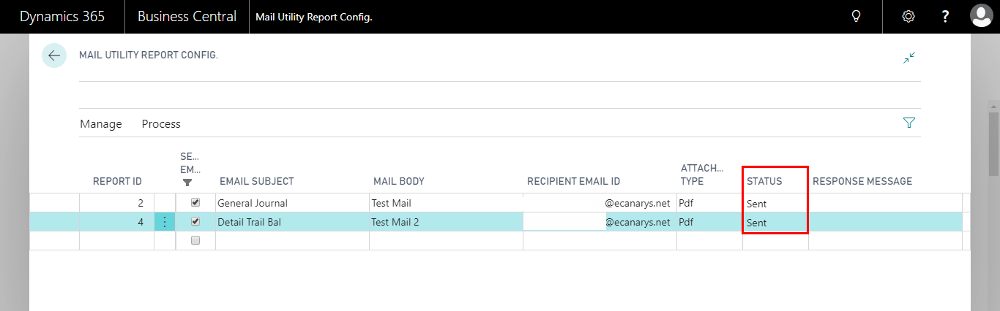 Dynamics 365 Business Central Mail Utility Report Config. ?
MAIL UTILITY REPORT CONFIG.
Manage Process
REPORT ID SE... EM... EMAIL SUBJECT MAIL BODY RECIPIENT EMAIL ID ATTACH... TYPE STATUS RESPONSE MESSAGE
2 General Journal Test Mail @ecanarys.net Pdf Sent
4 Detail Trail Bal Test Mail 2 @ecanarys.net Pdf Sent